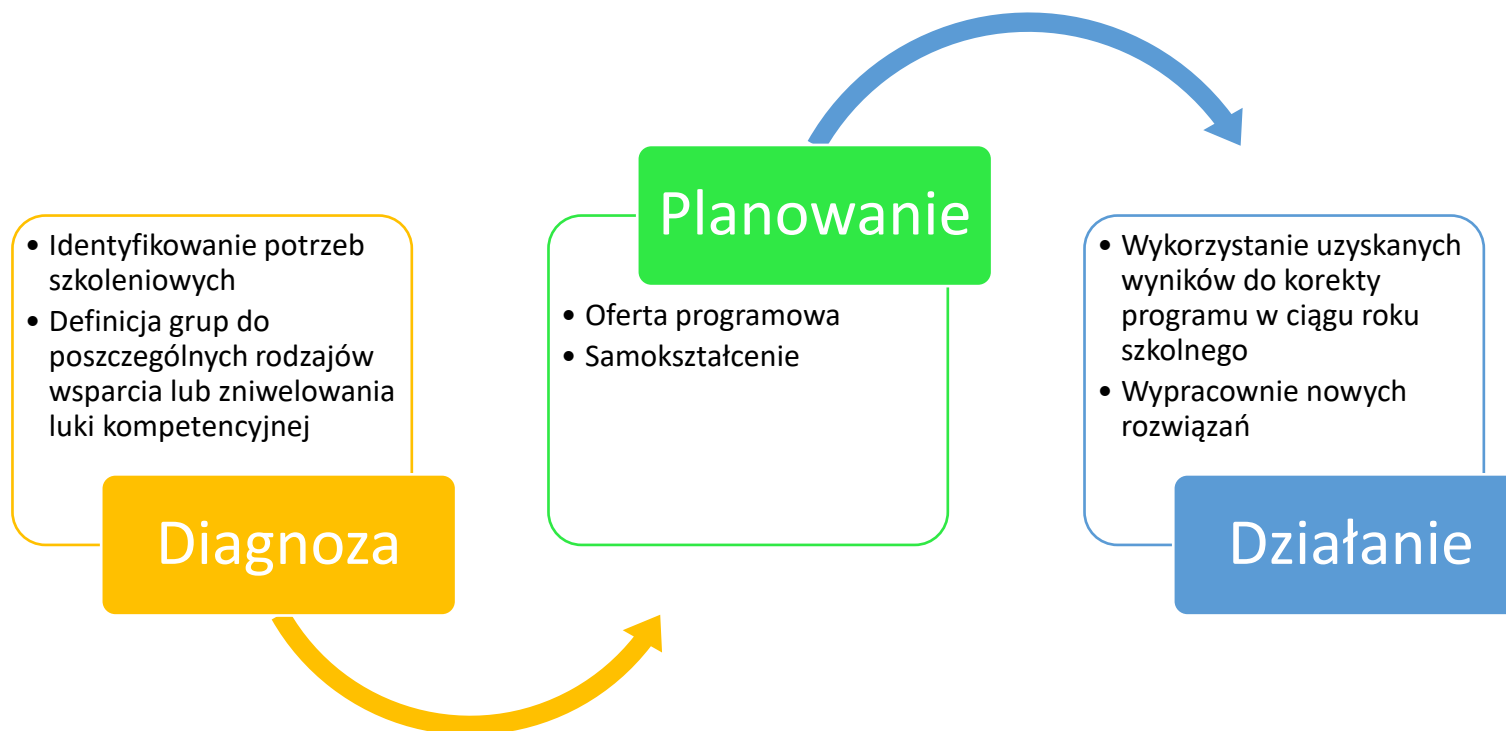 • Identyfikowanie potrzeb
szkoleniowych
• Definicja grup do
poszczególnych rodzajów
wsparcia lub zniwelowania
luki kompetencyjnej
Diagnoza
Planowanie
• Oferta programowa
• Samokształcenie
• Wykorzystanie uzyskanych
wyników do korekty
programu w ciągu roku
szkolnego
• Wypracownie nowych
rozwiązań
Działanie